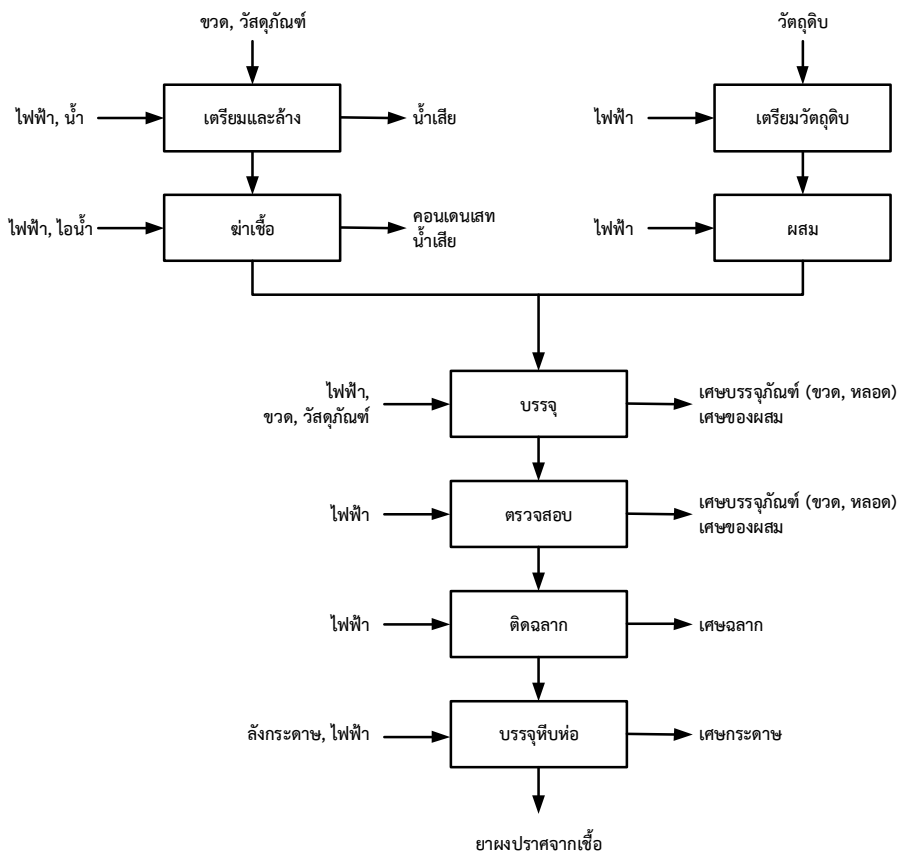 ขวด, วัสดุภัณฑ์
วัตถุดิบ
ไฟฟ้า, น้ำ
เตรียมและล้าง
น้ำเสีย
ไฟฟ้า
เตรียมวัตถุดิบ
ไฟฟ้า, ไอน้ำ
ฆ่าเชื้อ
คอนเดนเสท
น้ำเสีย
ไฟฟ้า
ผสม
ไฟฟ้า,
ขวด, วัสดุภัณฑ์
บรรจุ
เศษบรรจุภัณฑ์ (ขวด, หลอด)
เศษของผสม
ไฟฟ้า
ตรวจสอบ
เศษบรรจุภัณฑ์ (ขวด, หลอด)
เศษของผสม
ไฟฟ้า
ติดฉลาก
เศษฉลาก
ลังกระดาษ, ไฟฟ้า
บรรจุหีบห่อ
เศษกระดาษ
ยาผงปราศจากเชื้อ